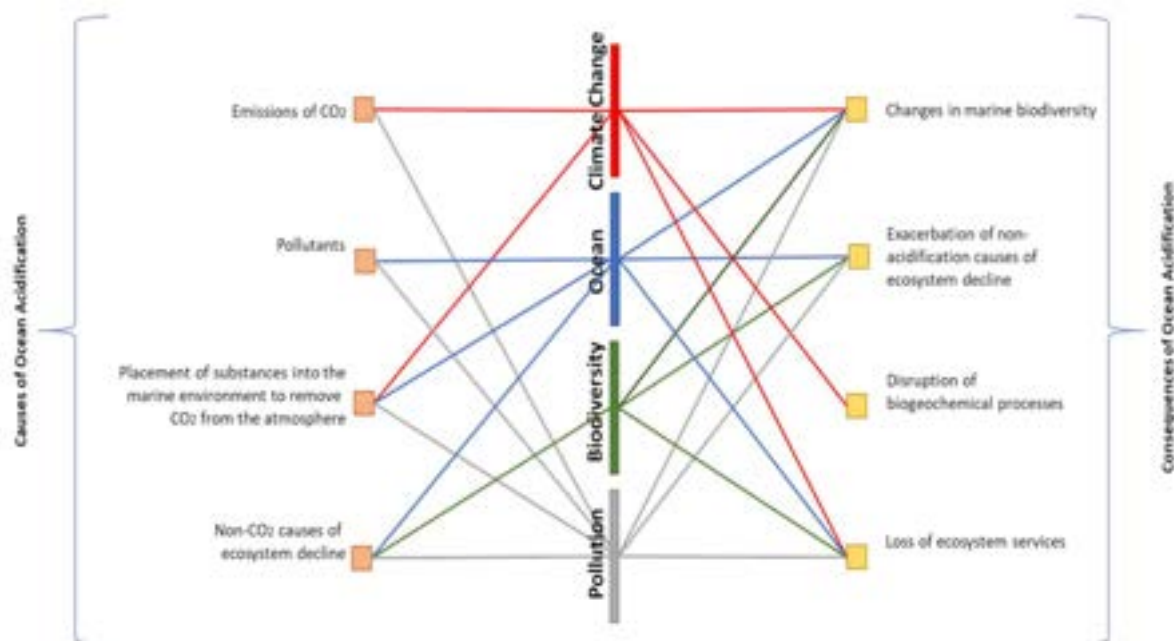 Causes of Ocean Acidification
Emissions of CO2
Pollutants
Placement of substances into the
marine environment to remove
CO2 from the atmosphere
Non-CO2 causes of
ecosystem decline
Climate Change
Ocean
Biodiversity
Pollution
Changes in marine biodiversity
Exacerbation of non-
acidification causes of
ecosystem decline
Disruption of
biogeochemical processes
Loss of ecosystem services
Consequences of Ocean Acidification